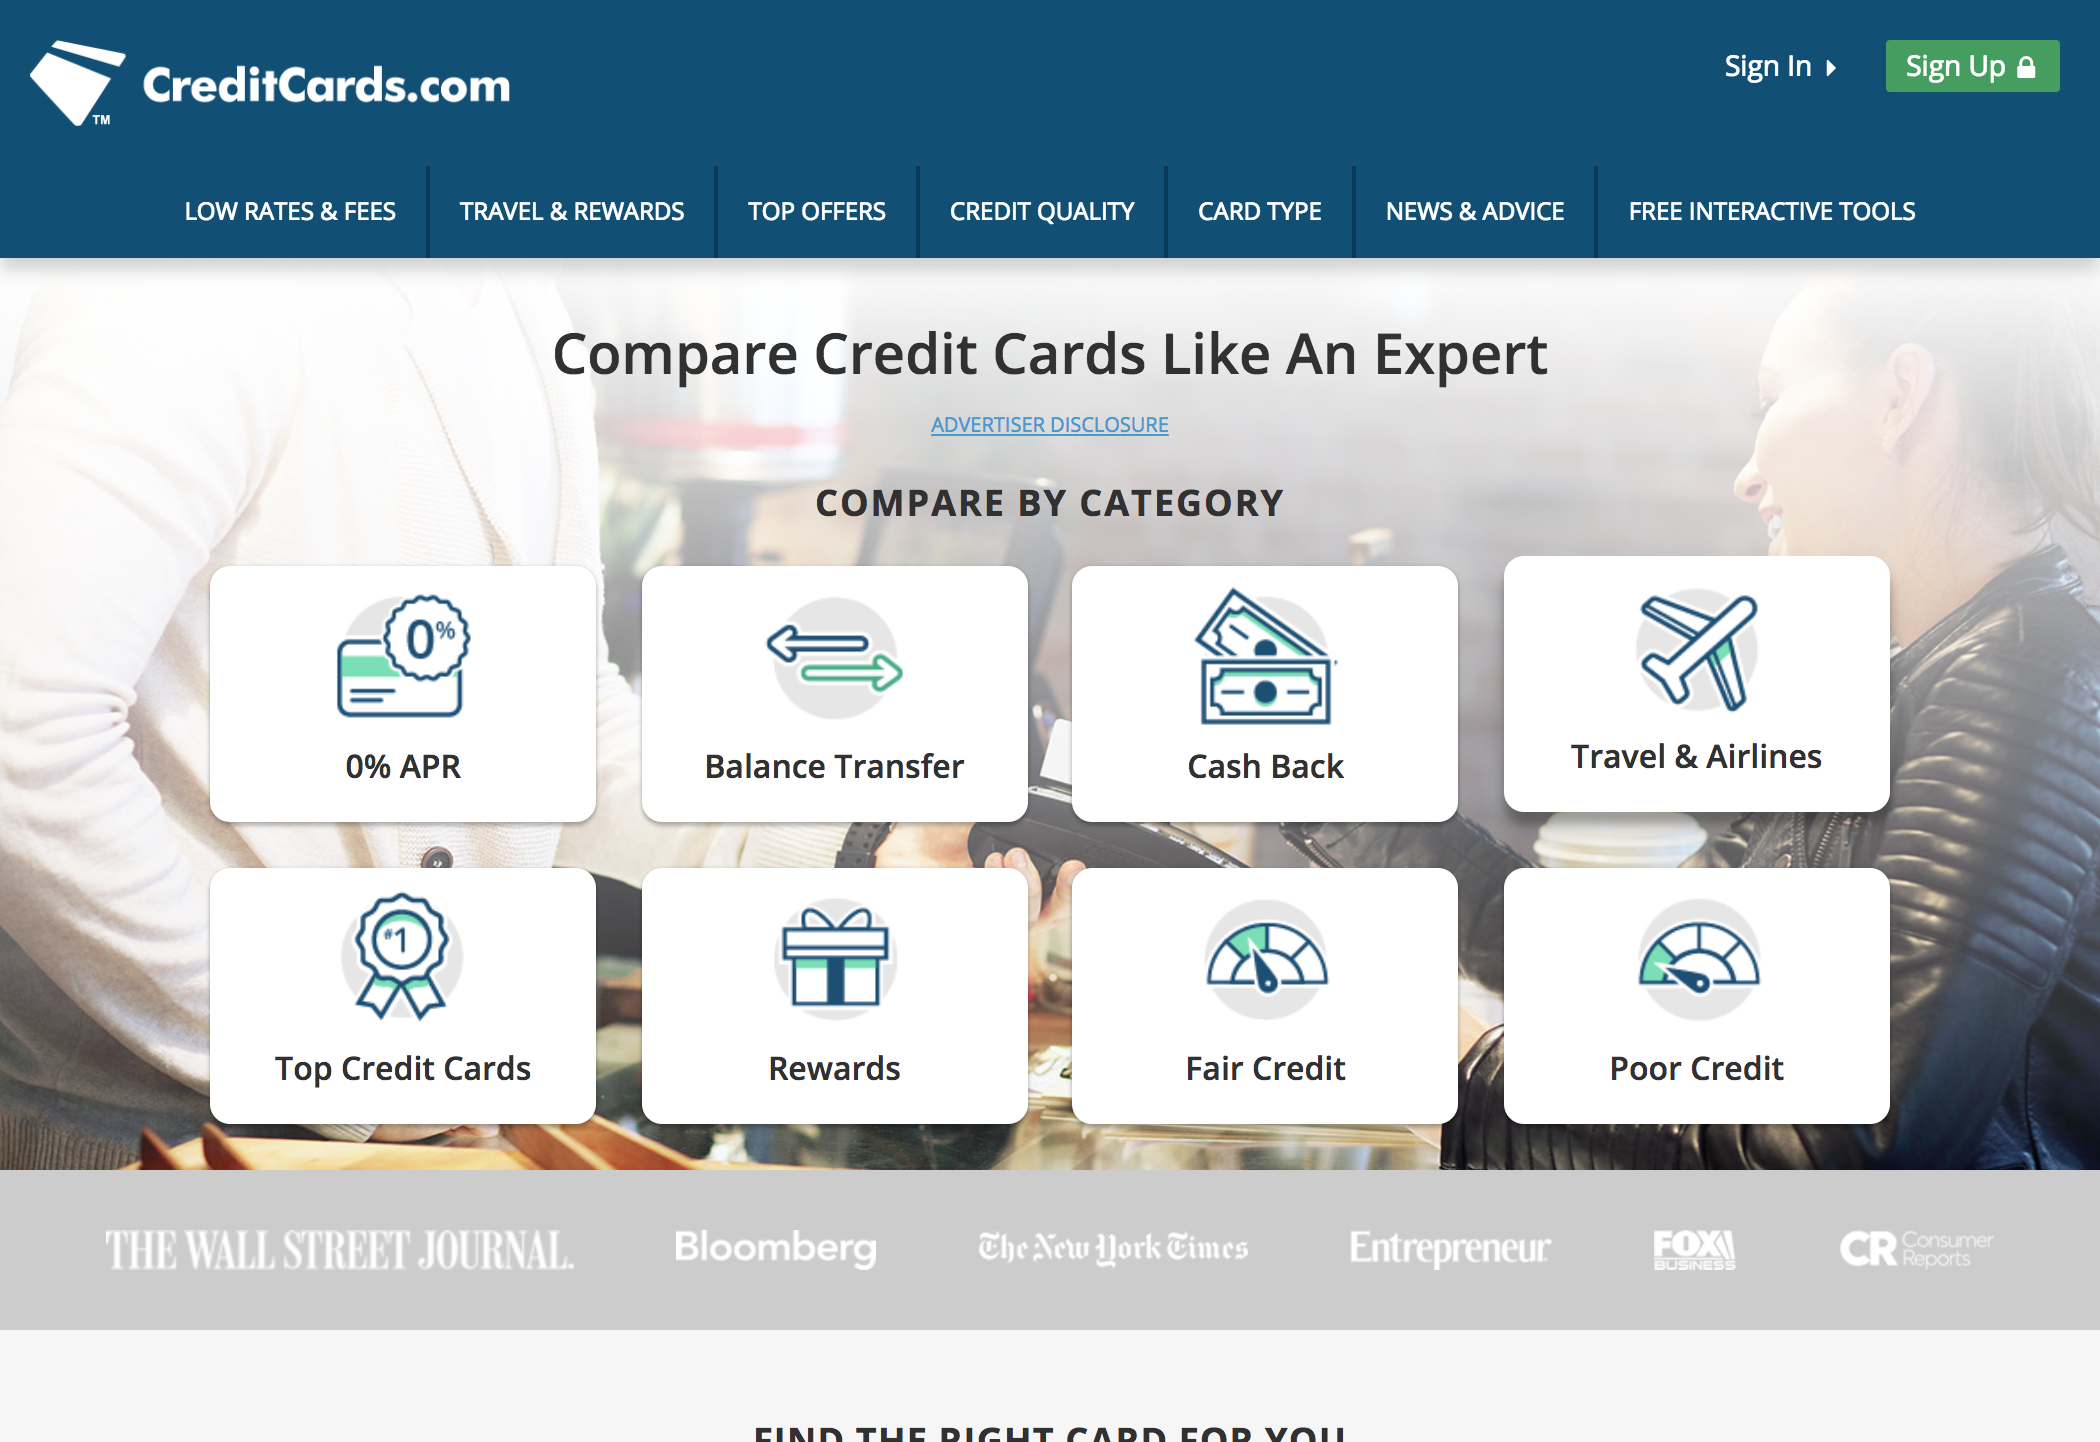 CreditCards.com
TM
Sign In
Sign Up
LOW RATES & FEES
TRAVEL & REWARDS
TOP OFFERS
CREDIT QUALITY
CARD TYPE
NEWS & ADVICE
FREE INTERACTIVE TOOLS
Compare Credit Cards Like An Expert
ADVERTISER DISCLOSURE
COMPARE BY CATEGORY
0%
0% APR
Balance Transfer
Cash Back
Travel & Airlines
#1
Top Credit Cards
Rewards
Fair Credit
Poor Credit
THE WALL STREET JOURNAL.
Bloomberg
The New York Times
Entrepreneur
FOX
BUSINESS
CR Consumer
Reports
FIND THE RIGHT CARD FOR YOU